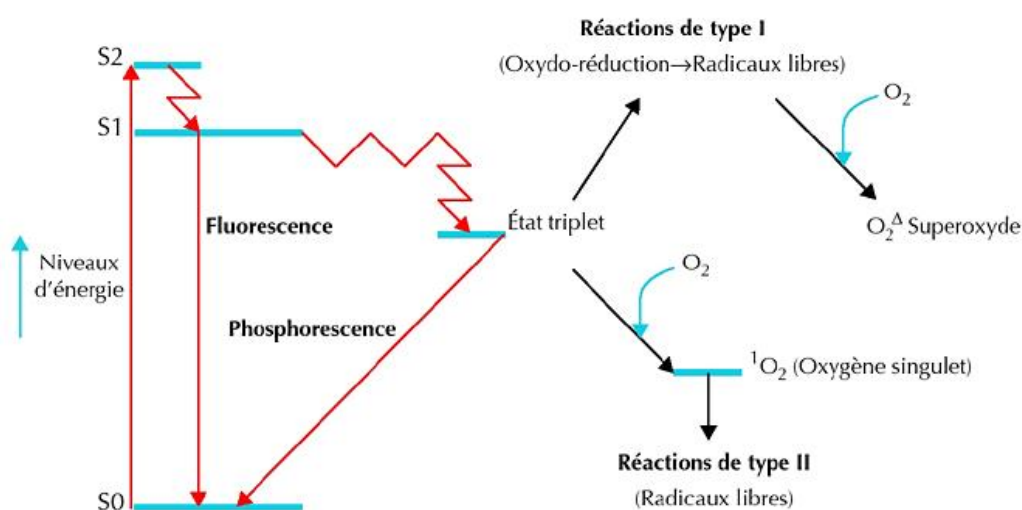 Réactions de type I
(Oxydo-réduction→Radicaux libres)
S2
O₂
S1
Fluorescence
État triplet
O₂^Δ Superoxyde
Niveaux
d'énergie
O₂
Phosphorescence
¹O₂ (Oxygène singulet)
Réactions de type II
(Radicaux libres)
S0